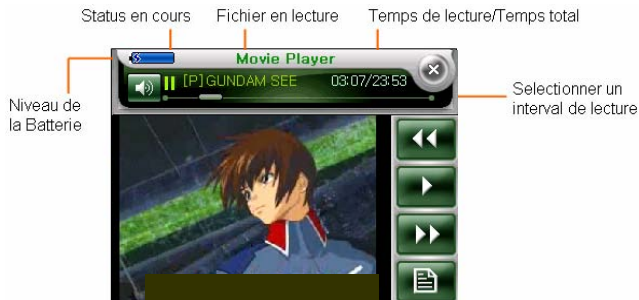 Status en cours Fichier en lecture Temps de lecture/Temps total
Movie Player
[P]GUNDAM SEE 03:07/23:53
Niveau de
la Batterie
Selectionner un
interval de lecture